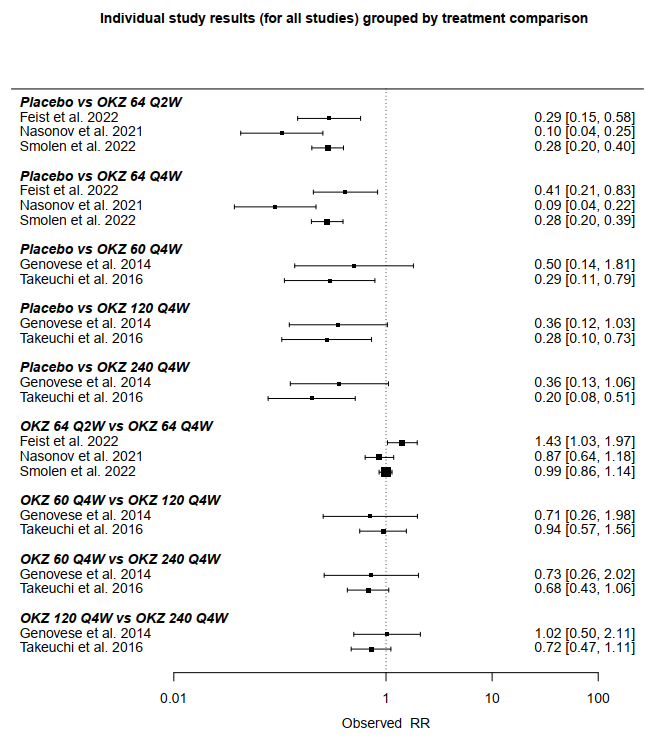 Individual study results (for all studies) grouped by treatment comparison
Placebo vs OKZ 64 Q2W
Feist et al. 2022 0.29 [0.15, 0.58]
Nasonov et al. 2021 0.10 [0.04, 0.25]
Smolen et al. 2022 0.28 [0.20, 0.40]
Placebo vs OKZ 64 Q4W
Feist et al. 2022 0.41 [0.21, 0.83]
Nasonov et al. 2021 0.09 [0.04, 0.22]
Smolen et al. 2022 0.28 [0.20, 0.39]
Placebo vs OKZ 60 Q4W
Genovese et al. 2014 0.50 [0.14, 1.81]
Takeuchi et al. 2016 0.29 [0.11, 0.79]
Placebo vs OKZ 120 Q4W
Genovese et al. 2014 0.36 [0.12, 1.03]
Takeuchi et al. 2016 0.28 [0.10, 0.73]
Placebo vs OKZ 240 Q4W
Genovese et al. 2014 0.36 [0.13, 1.06]
Takeuchi et al. 2016 0.20 [0.08, 0.51]
OKZ 64 Q2W vs OKZ 64 Q4W
Feist et al. 2022 1.43 [1.03, 1.97]
Nasonov et al. 2021 0.87 [0.64, 1.18]
Smolen et al. 2022 0.99 [0.86, 1.14]
OKZ 60 Q4W vs OKZ 120 Q4W
Genovese et al. 2014 0.71 [0.26, 1.98]
Takeuchi et al. 2016 0.94 [0.57, 1.56]
OKZ 60 Q4W vs OKZ 240 Q4W
Genovese et al. 2014 0.73 [0.26, 2.02]
Takeuchi et al. 2016 0.68 [0.43, 1.06]
OKZ 120 Q4W vs OKZ 240 Q4W
Genovese et al. 2014 1.02 [0.50, 2.11]
Takeuchi et al. 2016 0.72 [0.47, 1.11]
0.01 1 10 100
Observed RR